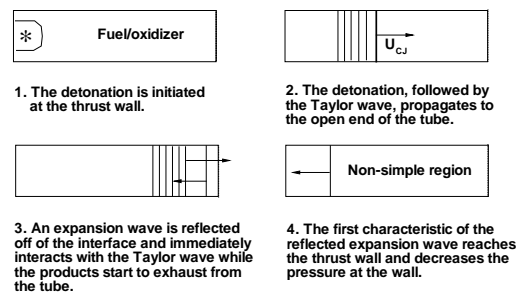 Fuel/oxidizer
1. The detonation is initiated
at the thrust wall.
U_CJ
2. The detonation, followed by
the Taylor wave, propagates to
the open end of the tube.
3. An expansion wave is reflected
off of the interface and immediately
interacts with the Taylor wave while
the products start to exhaust from
the tube.
Non-simple region
4. The first characteristic of the
reflected expansion wave reaches
the thrust wall and decreases the
pressure at the wall.